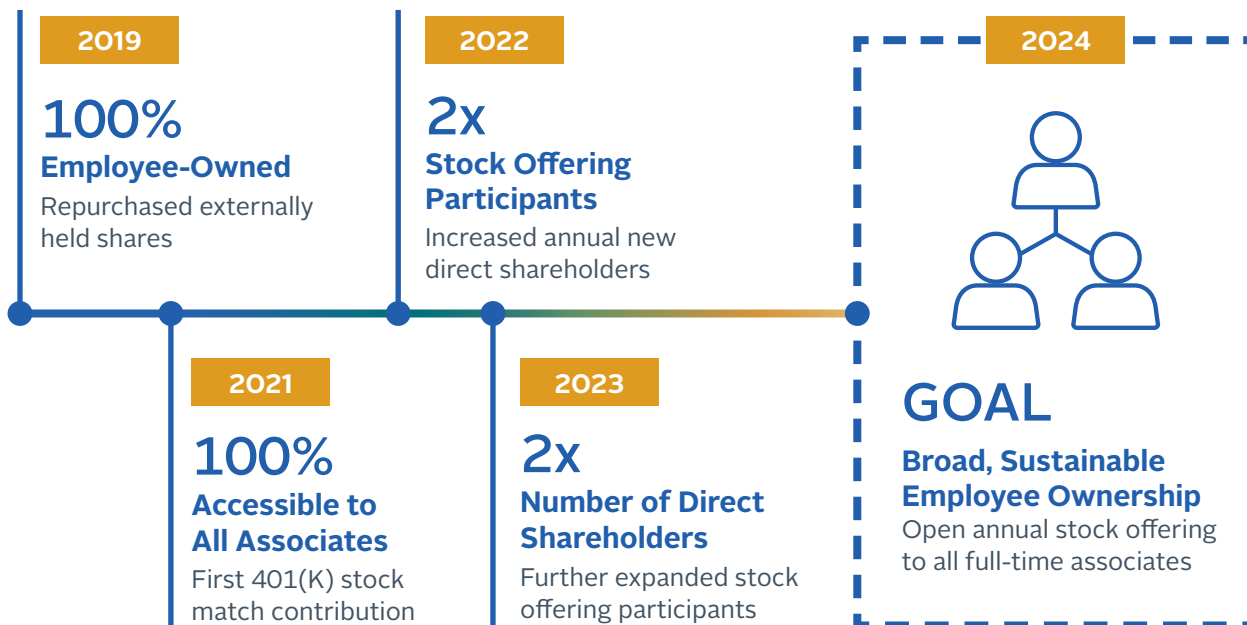 2019
100%
Employee-Owned
Repurchased externally
held shares
2021
100%
Accessible to
All Associates
First 401(K) stock
match contribution
2022
2x
Stock Offering
Participants
Increased annual new
direct shareholders
2023
2x
Number of Direct
Shareholders
Further expanded stock
offering participants
2024
GOAL
Broad, Sustainable
Employee Ownership
Open annual stock offering
to all full-time associates